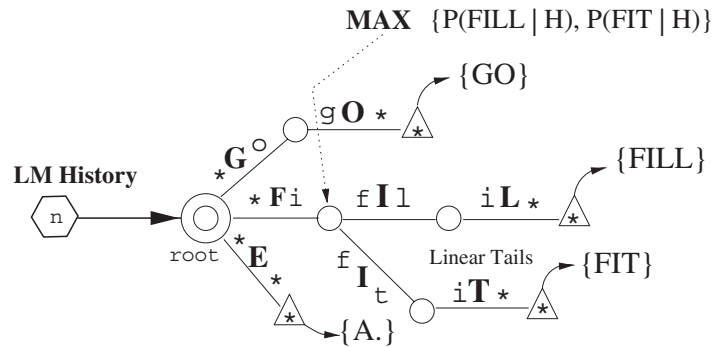 MAX {P(FILL | H), P(FIT | H)}
{GO}
g O *
*
* G o
LM History
{FILL}
n
* F i
f I l
i L *
*
root
* E *
f I t
Linear Tails
{FIT}
i T *
*
*
{A.}